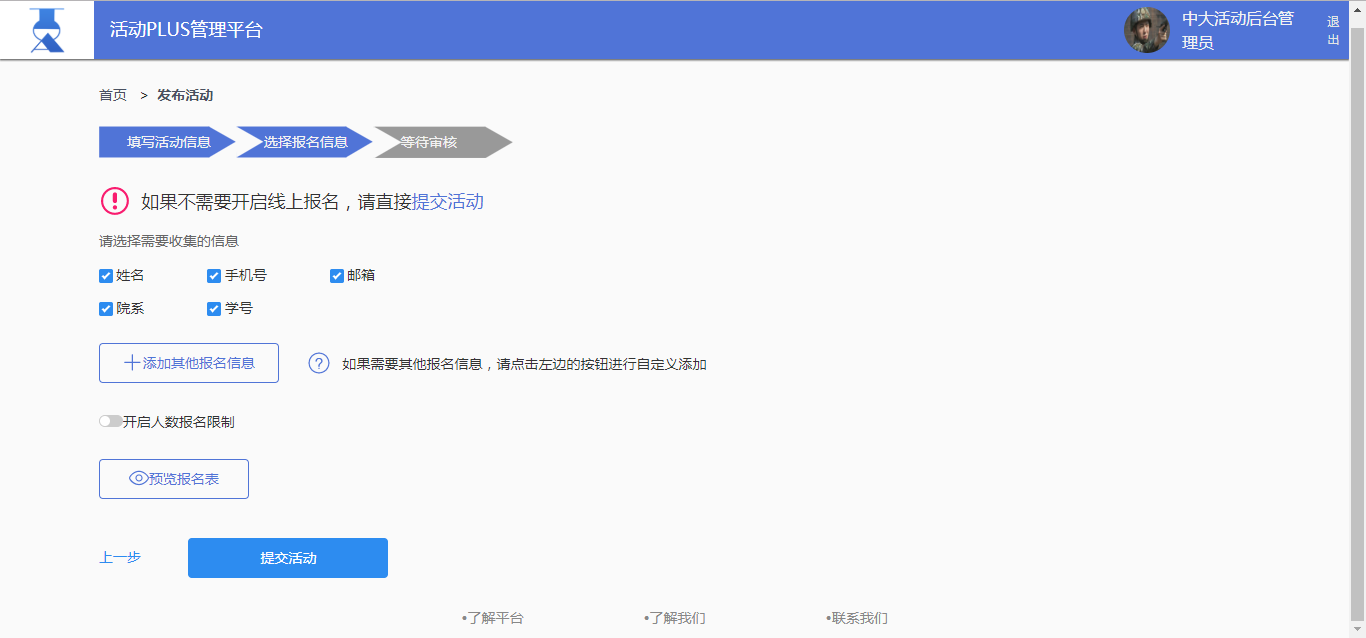 活动PLUS管理平台
中大活动后台管
理员
退
出
首页 > 发布活动
填写活动信息 选择报名信息 等待审核
如果不需要开启线上报名，请直接提交活动
请选择需要收集的信息
姓名 手机号 邮箱
院系 学号
添加其他报名信息 ? 如果需要其他报名信息，请点击左边的按钮进行自定义添加
开启人数报名限制
预览报名表
上一步 提交活动
•了解平台 •了解我们 •联系我们